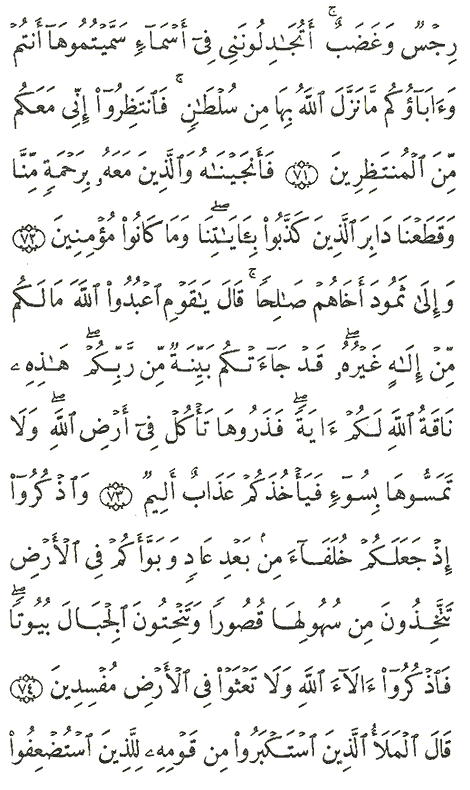 رِجْسٌ وَغَضَبٌ ۖ أَتُجَٰدِلُونَنِى فِىٓ أَسْمَآءٍ سَمَّيْتُمُوهَآ أَنتُمْ
وَءَابَآؤُكُم مَّا نَزَّلَ ٱللَّهُ بِهَا مِن سُلْطَٰنٍ ۚ فَٱنتَظِرُوٓا۟ إِنِّى مَعَكُم
مِّنَ ٱلْمُنتَظِرِينَ ﴿٧١﴾ فَأَنجَيْنَٰهُ وَٱلَّذِينَ مَعَهُۥ بِرَحْمَةٍ مِّنَّا
وَقَطَعْنَا دَابِرَ ٱلَّذِينَ كَذَّبُوا۟ بِـَٔايَٰتِنَا ۖ وَمَا كَانُوا۟ مُؤْمِنِينَ ﴿٧٢﴾
وَإِلَىٰ ثَمُودَ أَخَاهُمْ صَٰلِحًا ۚ قَالَ يَٰقَوْمِ ٱعْبُدُوا۟ ٱللَّهَ مَا لَكُم
مِّنْ إِلَٰهٍ غَيْرُهُۥ ۖ قَدْ جَآءَتْكُم بَيِّنَةٌ مِّن رَّبِّكُمْ ۖ هَٰذِهِۦ
نَاقَةُ ٱللَّهِ لَكُمْ ءَايَةً ۖ فَذَرُوهَا تَأْكُلْ فِىٓ أَرْضِ ٱللَّهِ ۖ وَلَا
تَمَسُّوهَا بِسُوٓءٍ فَيَأْخُذَكُمْ عَذَابٌ أَلِيمٌ ﴿٧٣﴾ وَٱذْكُرُوٓا۟
إِذْ جَعَلَكُمْ خُلَفَآءَ مِنۢ بَعْدِ عَادٍ وَبَوَّأَكُمْ فِى ٱلْأَرْضِ
تَتَّخِذُونَ مِن سُهُولِهَا قُصُورًا وَتَنْحِتُونَ ٱلْجِبَالَ بُيُوتًا ۖ
فَٱذْكُرُوٓا۟ ءَالَآءَ ٱللَّهِ وَلَا تَعْثَوْا۟ فِى ٱلْأَرْضِ مُفْسِدِينَ ﴿٧٤﴾
قَالَ ٱلْمَلَأُ ٱلَّذِينَ ٱسْتَكْبَرُوا۟ مِن قَوْمِهِۦ لِلَّذِينَ ٱسْتُضْعِفُوا۟